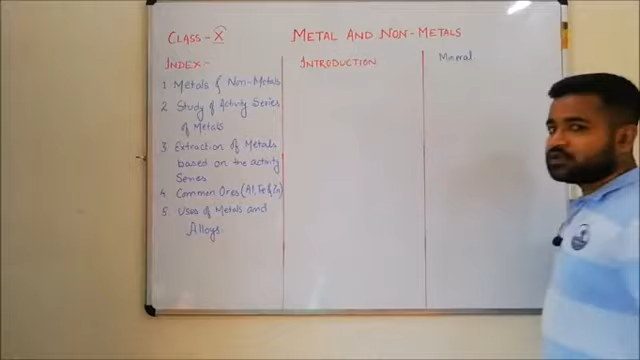 CLASS - X
METAL AND NON-METALS
INDEX:-
1 Metals & Non-Metals
2 Study of Activity Series
of Metals
3 Extraction of Metals
based on the activity
Series
4 Common Ores (Al, Fe & Zn)
5. Uses of Metals and
Alloys
INTRODUCTION
Mineral